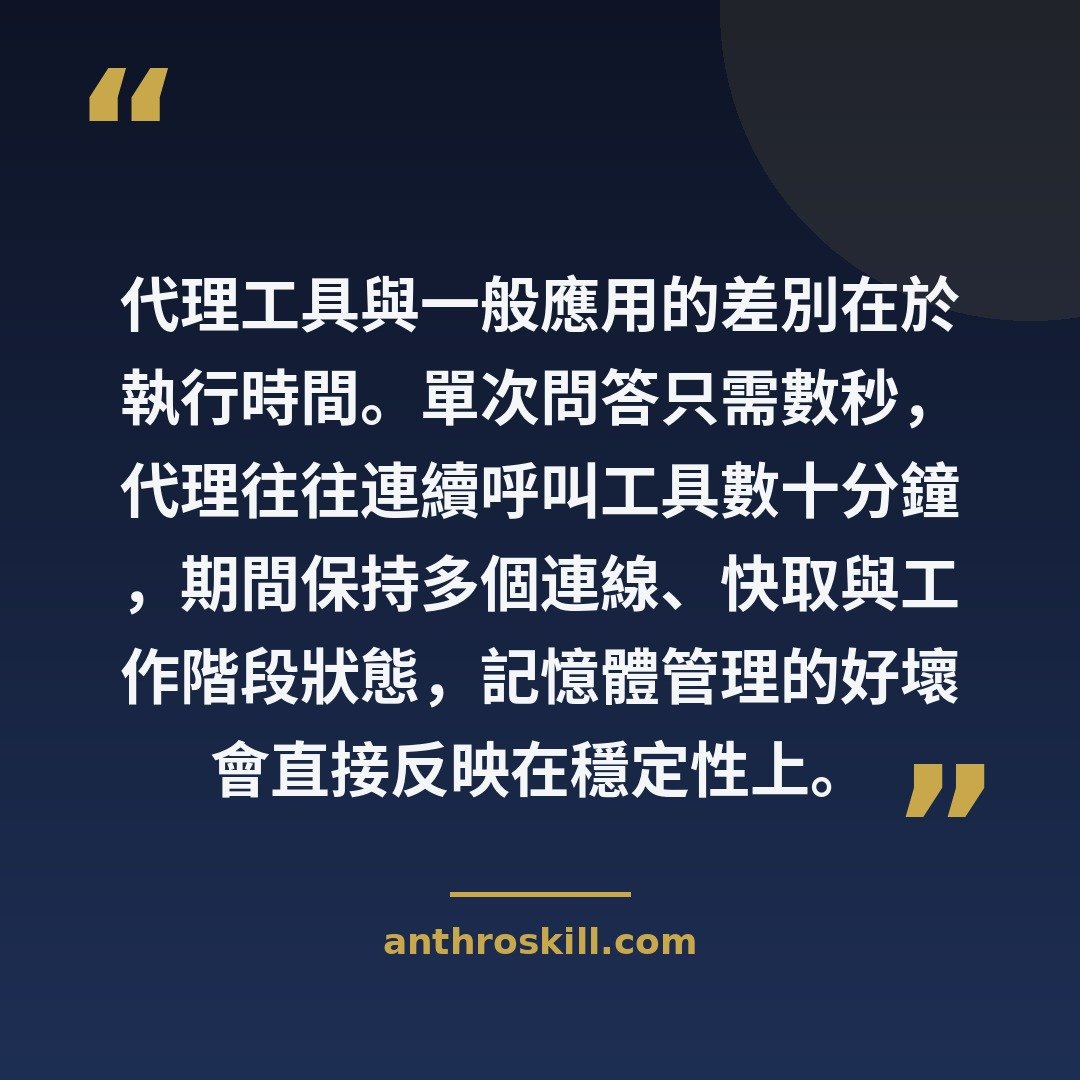 “
代理工具與一般應用的差別在於
執行時間。單次問答只需數秒，
代理往往連續呼叫工具數十分鐘
，期間保持多個連線、快取與工
作階段狀態，記憶體管理的好壞
會直接反映在穩定性上。
”
anthroskill.com